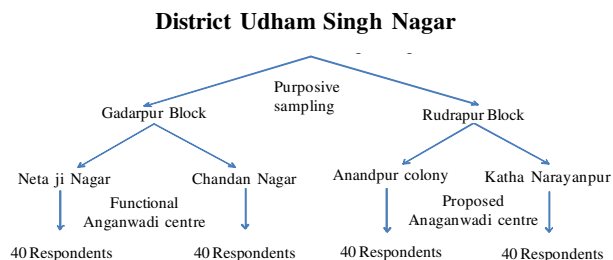 District Udham Singh Nagar
Purposive
sampling
Gadarpur Block
Rudrapur Block
Neta ji Nagar
Chandan Nagar
Anandpur colony
Katha Narayanpur
Functional
Anganwadi centre
Proposed
Anaganwadi centre
40 Respondents
40 Respondents
40 Respondents
40 Respondents